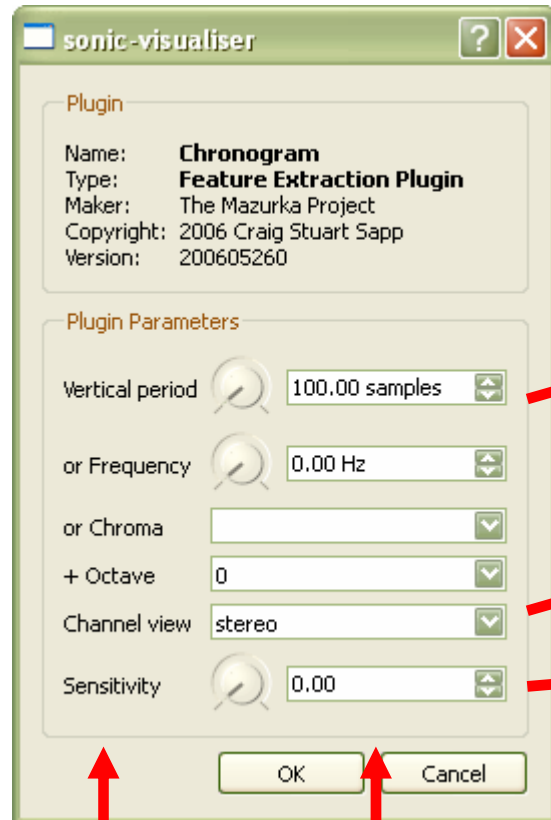 sonic-visualiser
Plugin
Name: Chronogram
Type: Feature Extraction Plugin
Maker: The Mazurka Project
Copyright: 2006 Craig Stuart Sapp
Version: 200605260
Plugin Parameters
Vertical period 100.00 samples
or Frequency 0.00 Hz
or Chroma
+ Octave 0
Channel view stereo
Sensitivity 0.00
OK Cancel